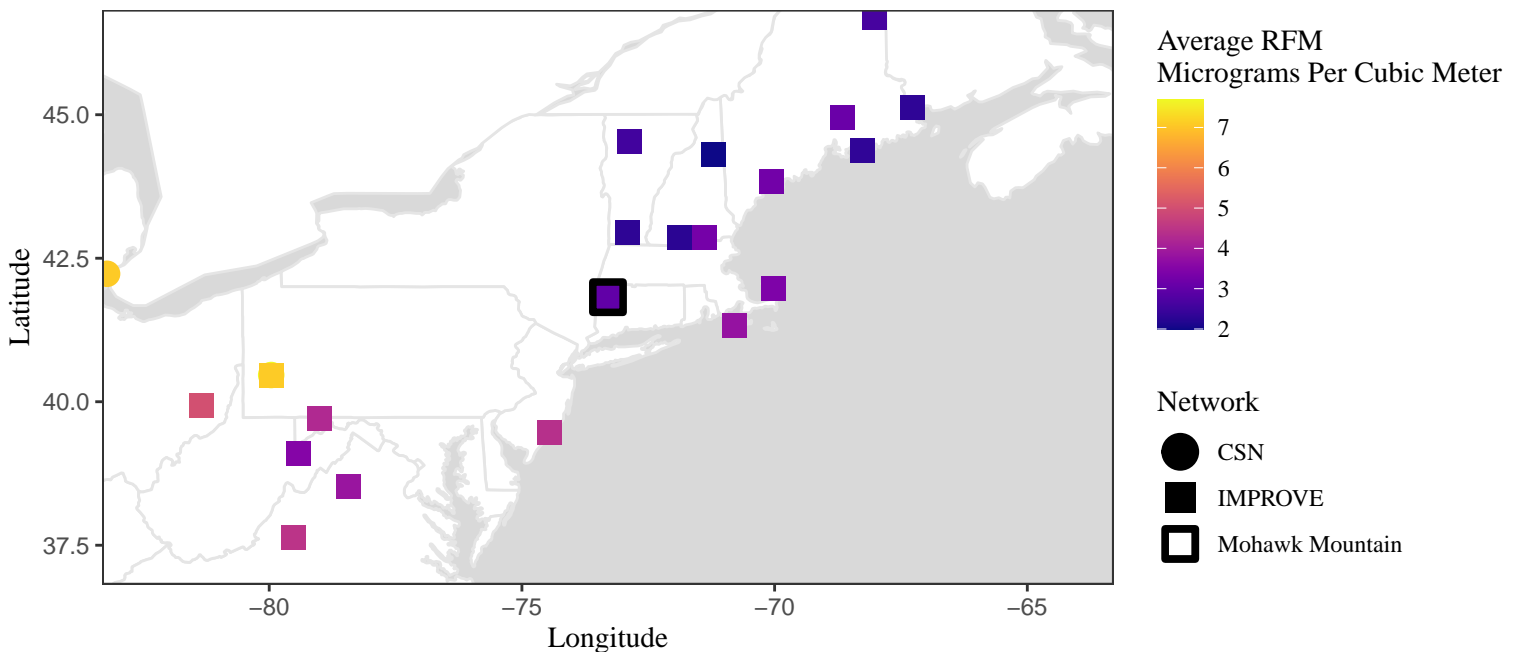 Average RFM
Micrograms Per Cubic Meter
7
6
5
4
3
2
Network
CSN
IMPROVE
Mohawk Mountain
Latitude
45.0
42.5
40.0
37.5
−80
−75
−70
−65
Longitude